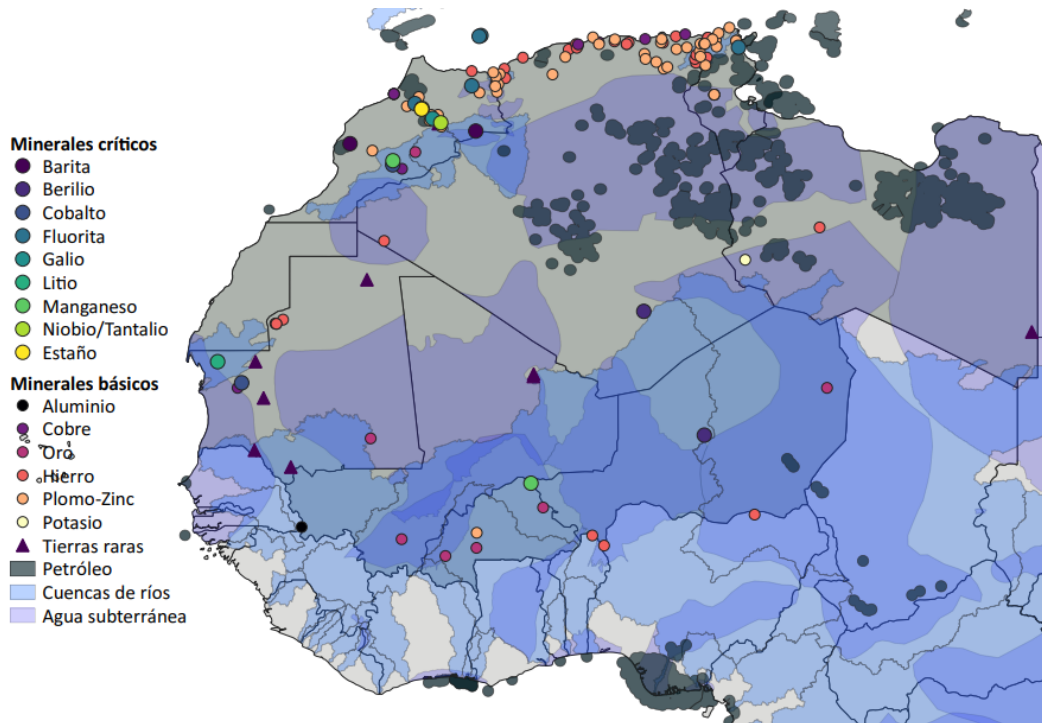 Minerales críticos
Barita
Berilio
Cobalto
Fluorita
Galio
Litio
Manganeso
Niobio/Tantalio
Estaño
Minerales básicos
Aluminio
Cobre
Oro
Hierro
Plomo-Zinc
Potasio
Tierras raras
Petróleo
Cuencas de ríos
Agua subterránea